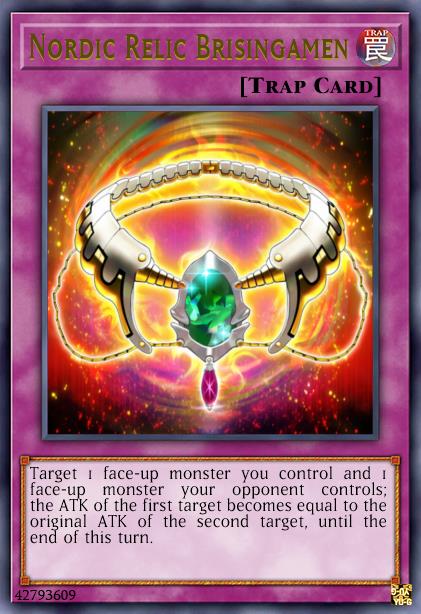 Nordic Relic Brisingamen
TRAP
罠
[Trap Card]
Target 1 face-up monster you control and 1
face-up monster your opponent controls;
the ATK of the first target becomes equal to the
original ATK of the second target, until the
end of this turn.
42793609